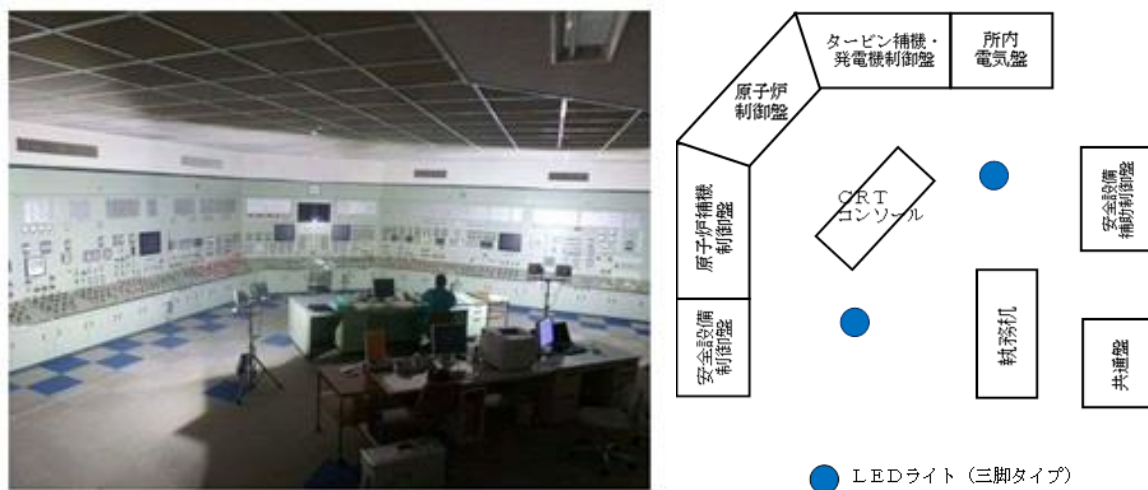 タービン補機・
発電機制御盤
所内
電気盤
原子炉
制御盤
原子炉補機
制御盤
安全設備
制御盤
CRT
コンソール
安全設備
補助制御盤
執務机
共通盤
LEDライト（三脚タイプ）